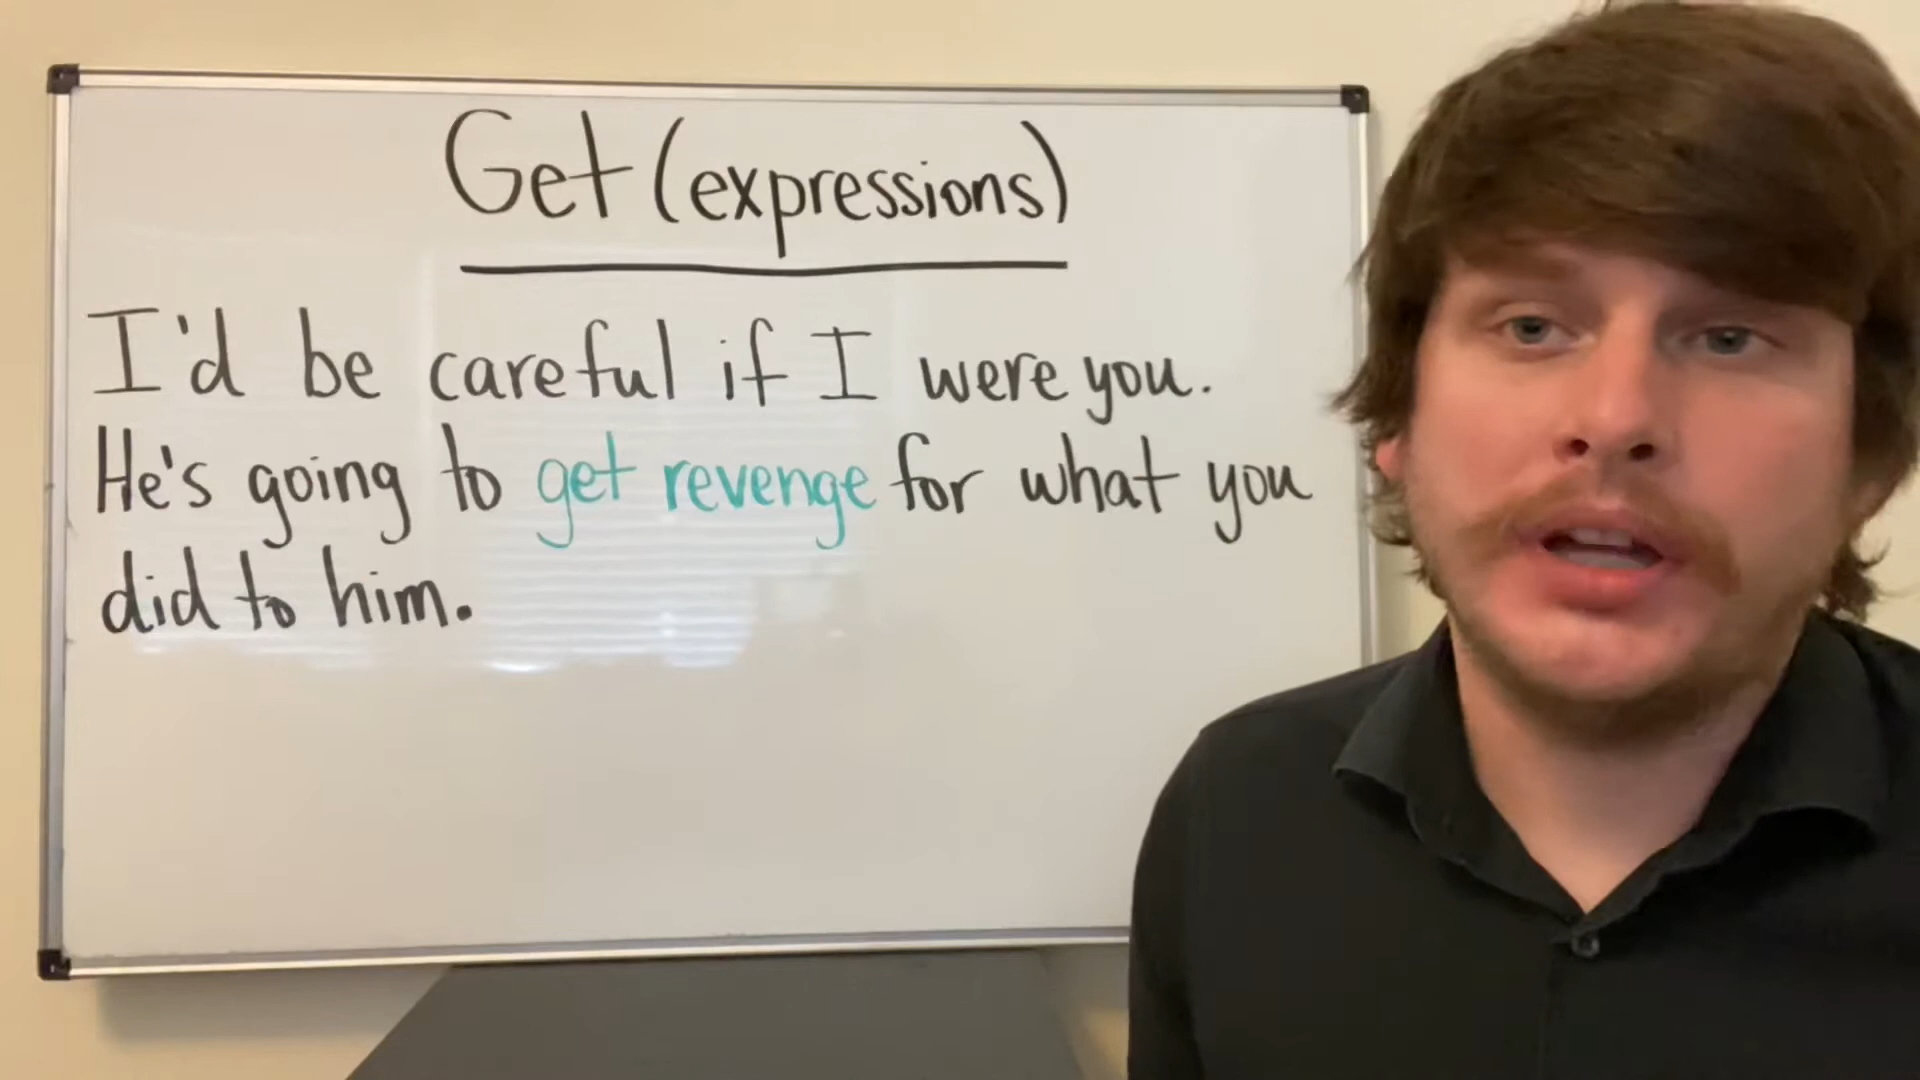 Get (expressions)
I'd be careful if I were you.
He's going to get revenge for what you
did to him.